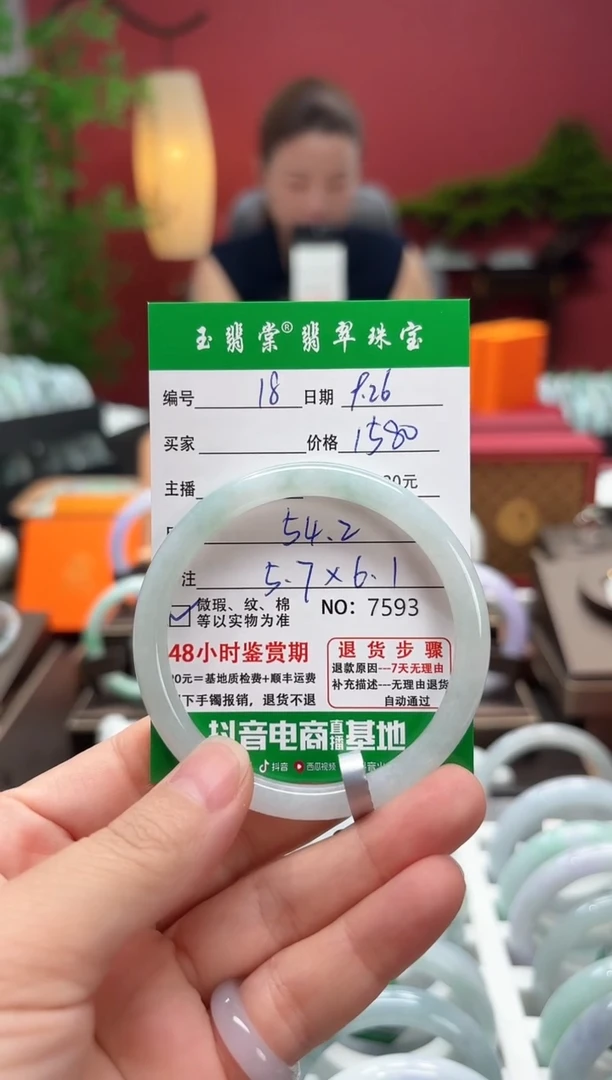 玉翡棠®翡翠珠宝
编号 18 日期 9.26
买家 价格 1580
主播 00元
54.2
注 5.7×6.1
微瑕、纹、棉 NO: 7593
等以实物为准
48小时鉴赏期
00元=基地质检费+顺丰运费
下手镯报销,退货不退
退货步骤
退款原因---7天无理由
补充描述---无理由退货
自动通过
抖音电商直播基地
抖音 西瓜视频